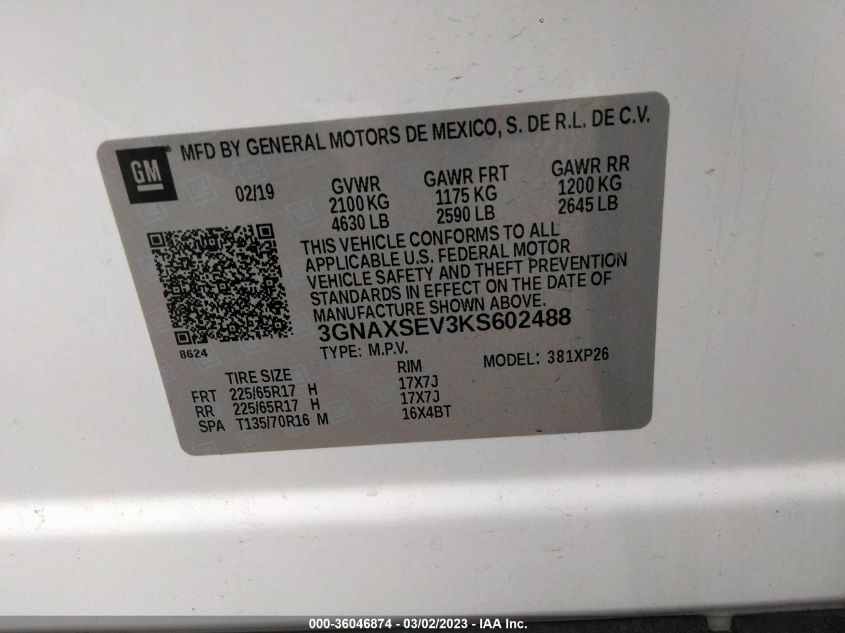 GM
MFD BY GENERAL MOTORS DE MEXICO, S. DE R.L. DE C.V.
02/19 GVWR GAWR FRT GAWR RR
2100 KG 1175 KG 1200 KG
4630 LB 2590 LB 2645 LB
THIS VEHICLE CONFORMS TO ALL
APPLICABLE U.S. FEDERAL MOTOR
VEHICLE SAFETY AND THEFT PREVENTION
STANDARDS IN EFFECT ON THE DATE OF
MANUFACTURE SHOWN ABOVE.
3GNAXSEV3KS602488
8624
TYPE: M.P.V. MODEL: 381XP26
TIRE SIZE RIM
FRT 225/65R17 H 17X7J
RR 225/65R17 H 17X7J
SPA T135/70R16 M 16X4BT
000-36046874 - 03/02/2023 - IAA Inc.